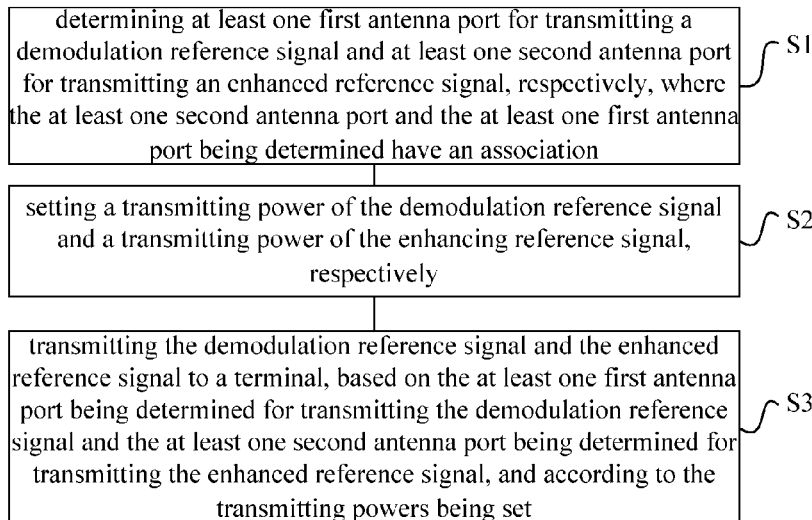 determining at least one first antenna port for transmitting a
demodulation reference signal and at least one second antenna port
for transmitting an enhanced reference signal, respectively, where
the at least one second antenna port and the at least one first antenna
port being determined have an association
S1
setting a transmitting power of the demodulation reference signal
and a transmitting power of the enhancing reference signal,
respectively
S2
transmitting the demodulation reference signal and the enhanced
reference signal to a terminal, based on the at least one first antenna
port being determined for transmitting the demodulation reference
signal and the at least one second antenna port being determined for
transmitting the enhanced reference signal, and according to the
transmitting powers being set
S3